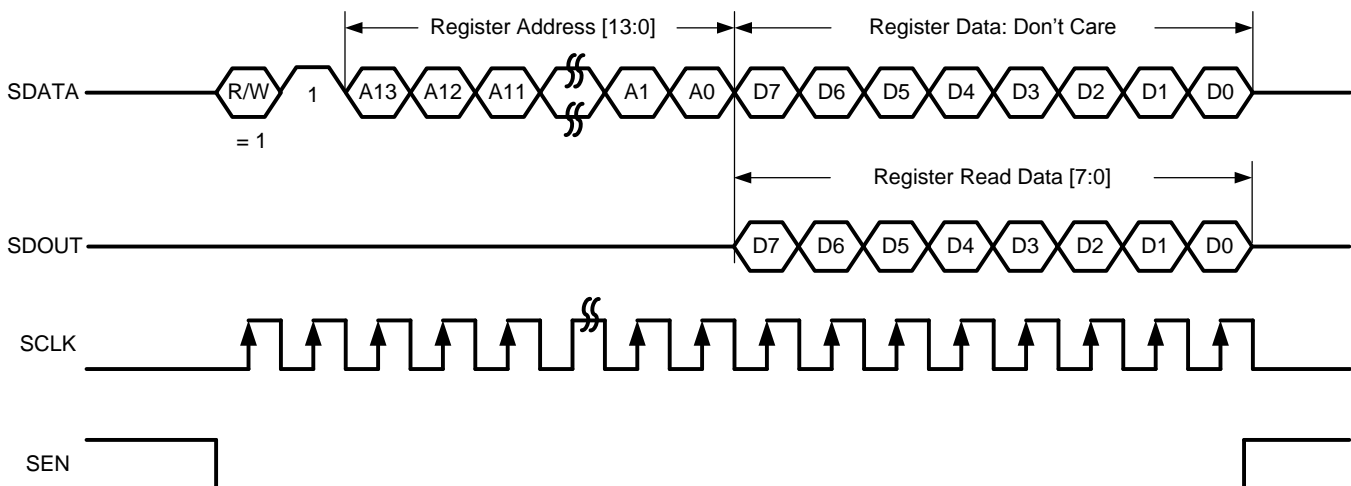 Register Address [13:0] Register Data: Don't Care
SDATA R/W 1 A13 A12 A11 A1 A0 D7 D6 D5 D4 D3 D2 D1 D0
= 1
Register Read Data [7:0]
SDOUT D7 D6 D5 D4 D3 D2 D1 D0
SCLK
SEN